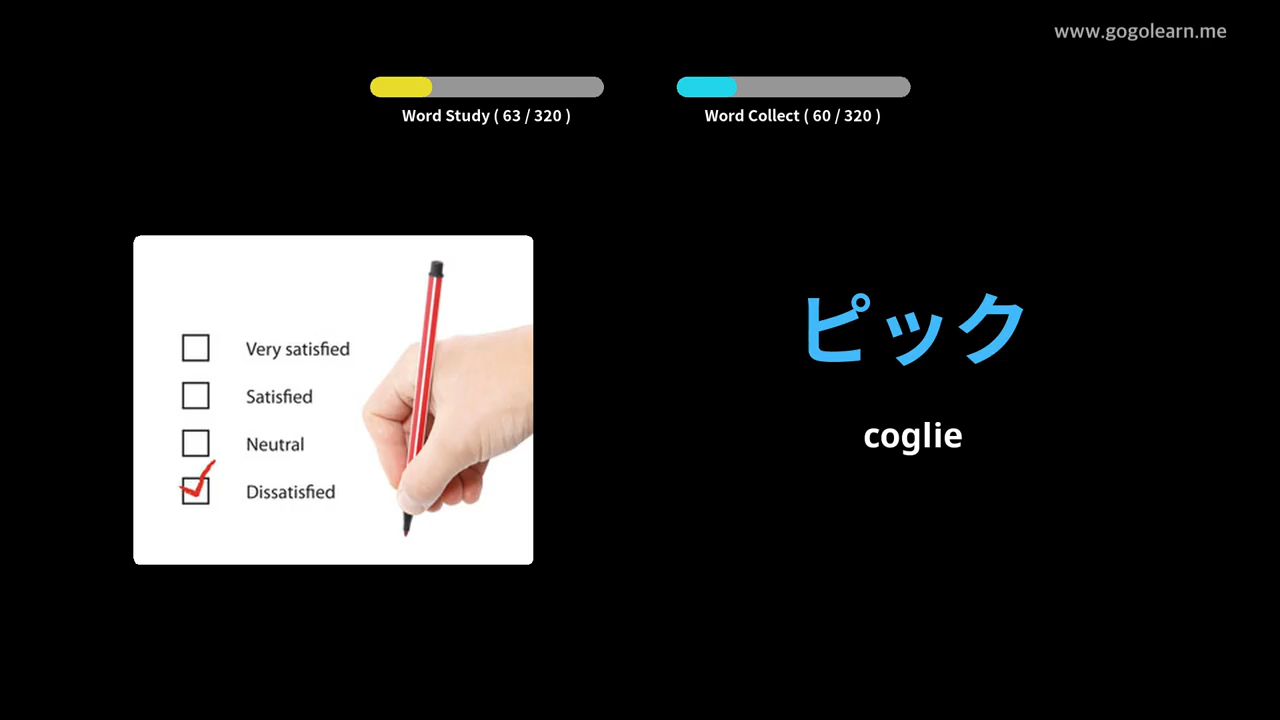 www.gogolearn.me
Word Study ( 63 / 320 )
Word Collect ( 60 / 320 )
Very satisfied
Satisfied
Neutral
Dissatisfied
ピック
coglie